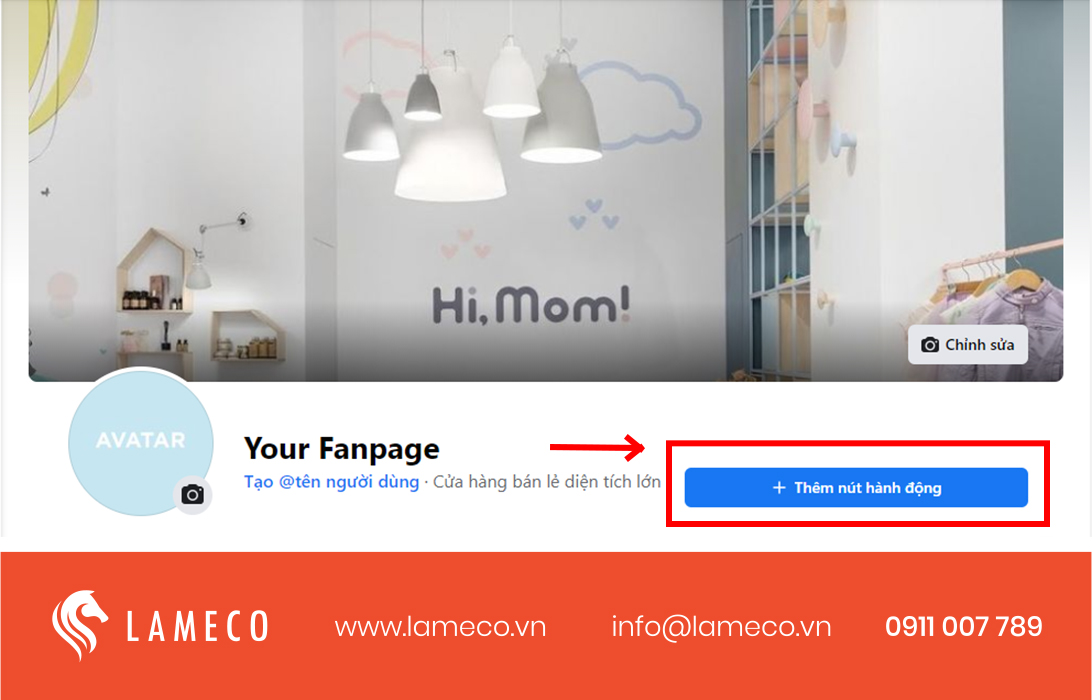 Hi, Mom!
Chỉnh sửa
AVATAR
Your Fanpage
Tạo @tên người dùng · Cửa hàng bán lẻ diện tích lớn
+ Thêm nút hành động
LAMECO www.lameco.vn info@lameco.vn 0911 007 789